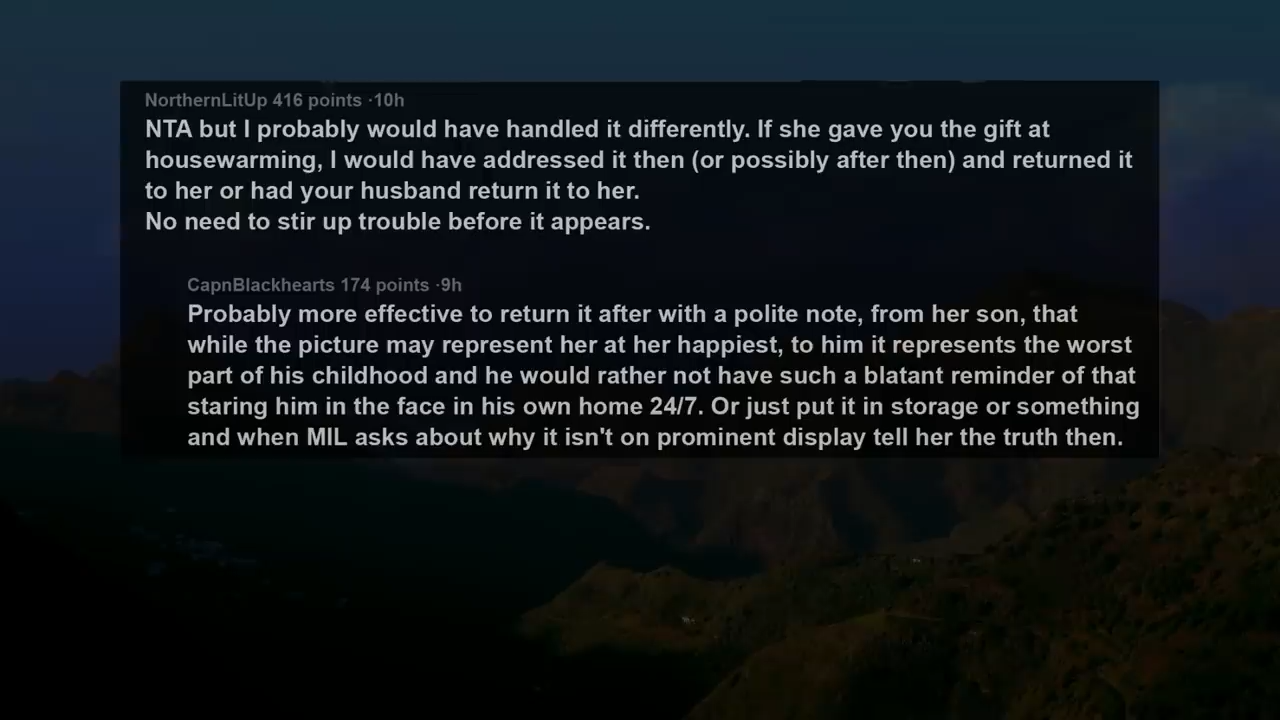 NorthernLitUp 416 points ·10h
NTA but I probably would have handled it differently. If she gave you the gift at
housewarming, I would have addressed it then (or possibly after then) and returned it
to her or had your husband return it to her.
No need to stir up trouble before it appears.
CapnBlackhearts 174 points ·9h
Probably more effective to return it after with a polite note, from her son, that
while the picture may represent her at her happiest, to him it represents the worst
part of his childhood and he would rather not have such a blatant reminder of that
staring him in the face in his own home 24/7. Or just put it in storage or something
and when MIL asks about why it isn't on prominent display tell her the truth then.